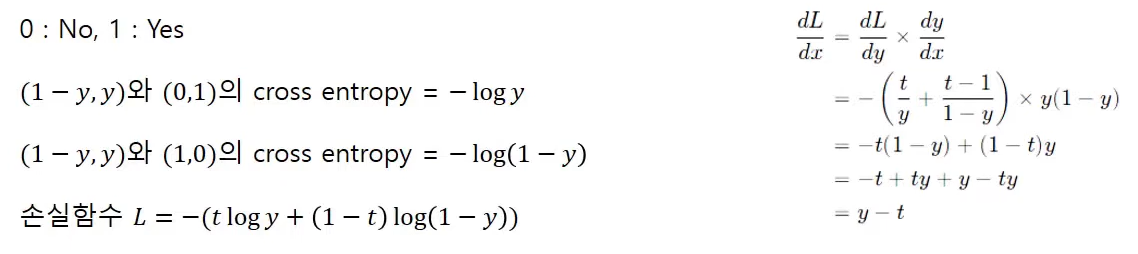 0 : No, 1 : Yes
(1 − y, y)와 (0,1)의 cross entropy = − log y
(1 − y, y)와 (1,0)의 cross entropy = − log(1 − y)
손실함수 L = −(t log y + (1 − t) log(1 − y))
dL/dx = dL/dy × dy/dx
= −(t/y + (t − 1)/(1 − y)) × y(1 − y)
= −t(1 − y) + (1 − t)y
= −t + ty + y − ty
= y − t